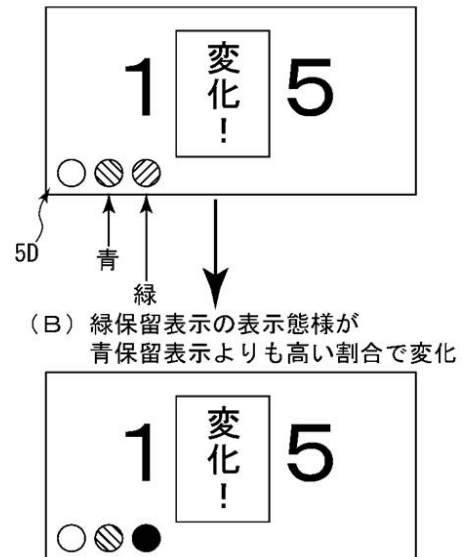 1 変化！ 5
5D
青
緑
（B）緑保留表示の表示態様が
青保留表示よりも高い割合で変化
1 変化！ 5